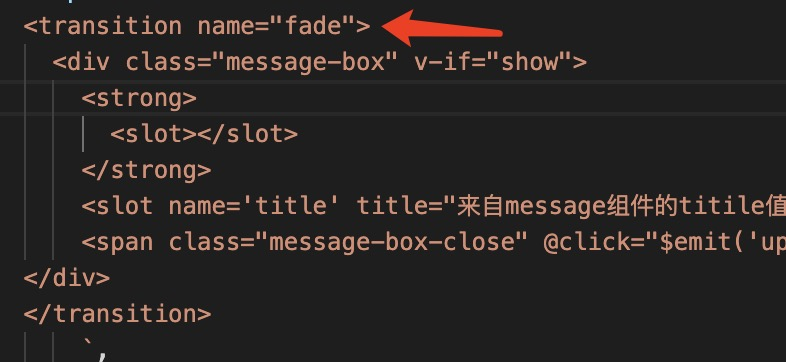 <transition name="fade">
<div class="message-box" v-if="show">
<strong>
<slot></slot>
</strong>
<slot name='title' title="来自message组件的titile值
<span class="message-box-close" @click="$emit('up
</div>
</transition>
`,